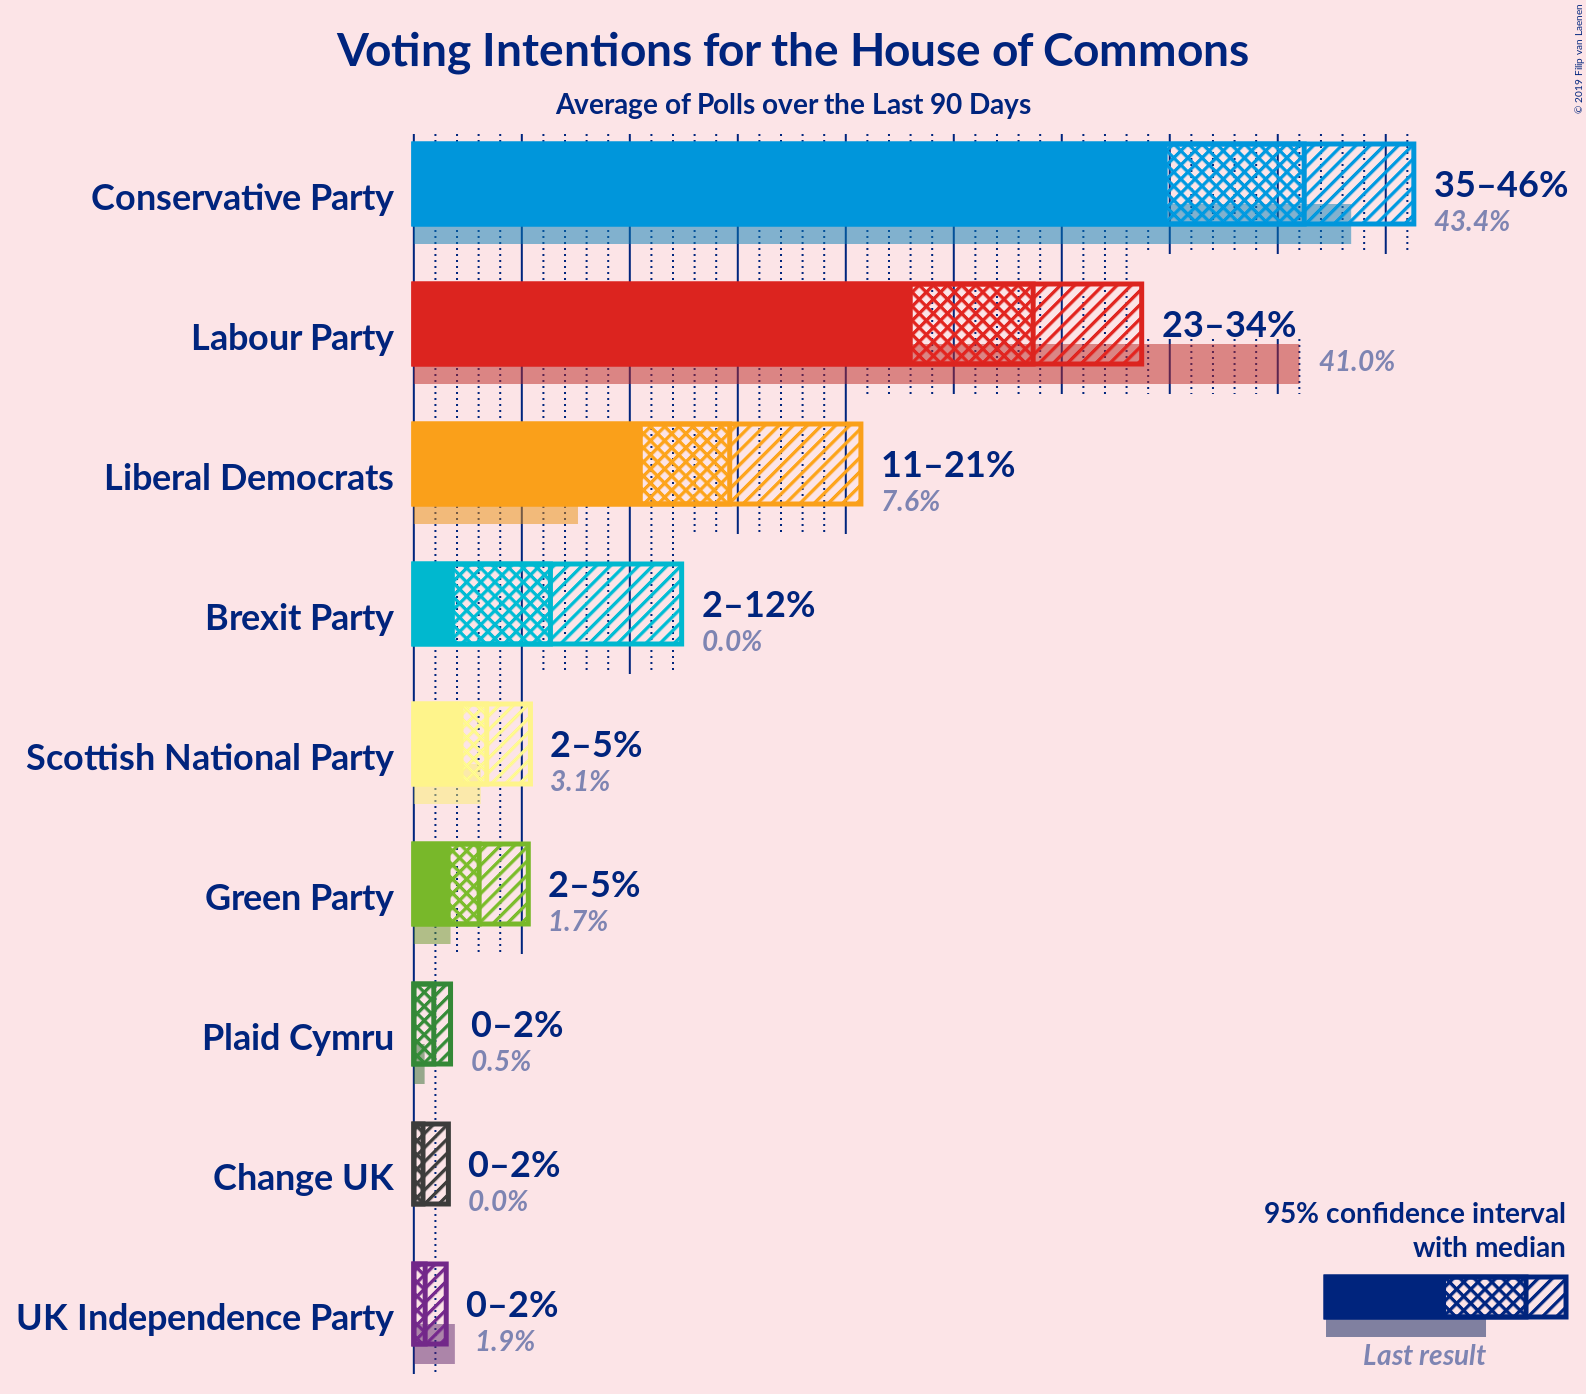 Voting Intentions for the House of Commons
Average of Polls over the Last 90 Days
© 2019 Filip van Laenen
Conservative Party
35–46%
43.4%
Labour Party
23–34%
41.0%
Liberal Democrats
11–21%
7.6%
Brexit Party
2–12%
0.0%
Scottish National Party
2–5%
3.1%
Green Party
2–5%
1.7%
Plaid Cymru
0–2%
0.5%
Change UK
0–2%
0.0%
UK Independence Party
0–2%
1.9%
95% confidence interval
with median
Last result